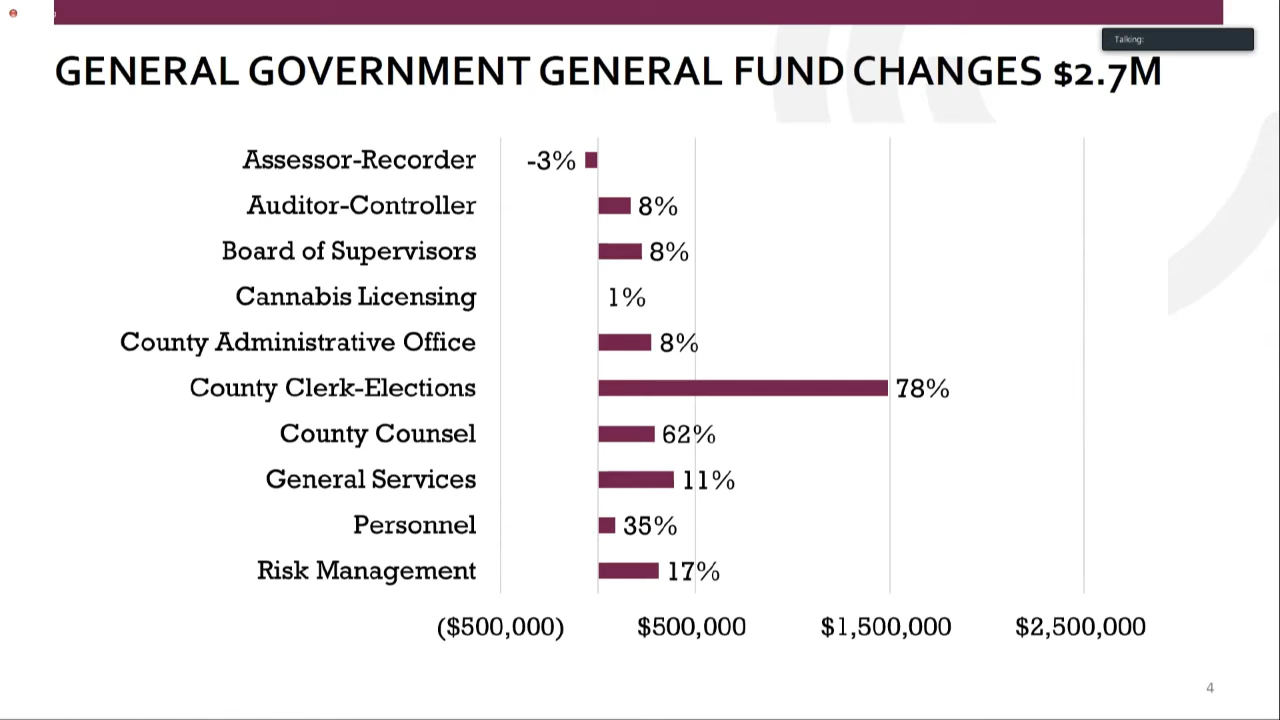 Talking:
GENERAL GOVERNMENT GENERAL FUND CHANGES $2.7M
Assessor-Recorder -3%
Auditor-Controller 8%
Board of Supervisors 8%
Cannabis Licensing 1%
County Administrative Office 8%
County Clerk-Elections 78%
County Counsel 62%
General Services 11%
Personnel 35%
Risk Management 17%
($500,000) $500,000 $1,500,000 $2,500,000
4